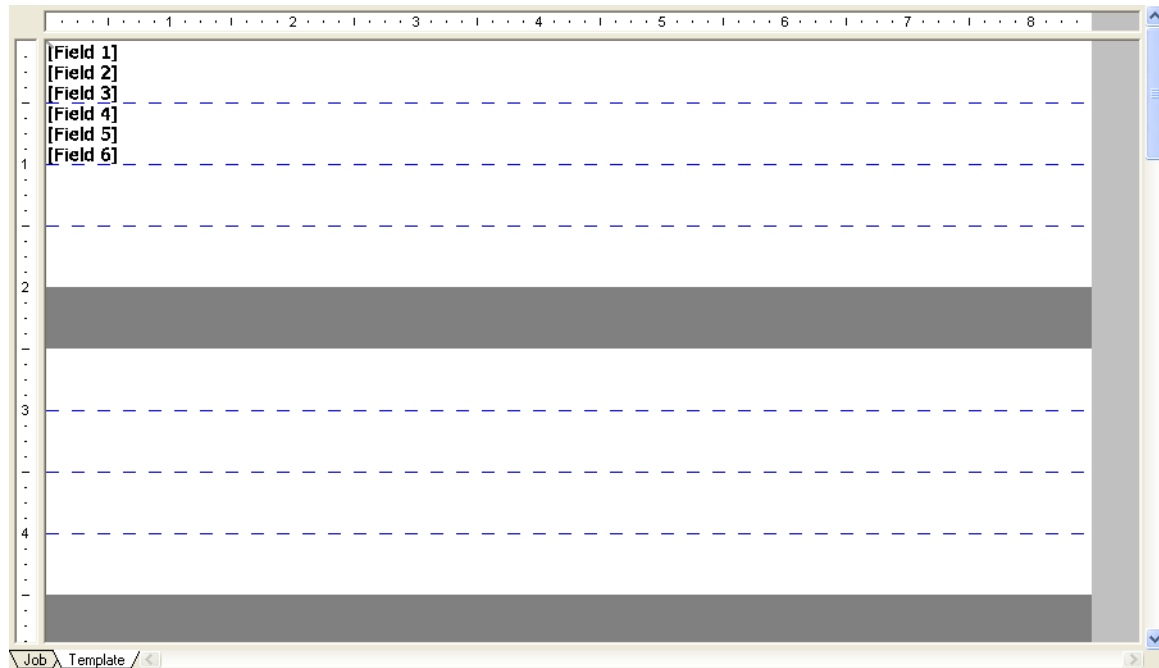 1 2 3 4 5 6 7 8
[Field 1]
[Field 2]
[Field 3]
[Field 4]
[Field 5]
[Field 6]
1
2
3
4
Job Template